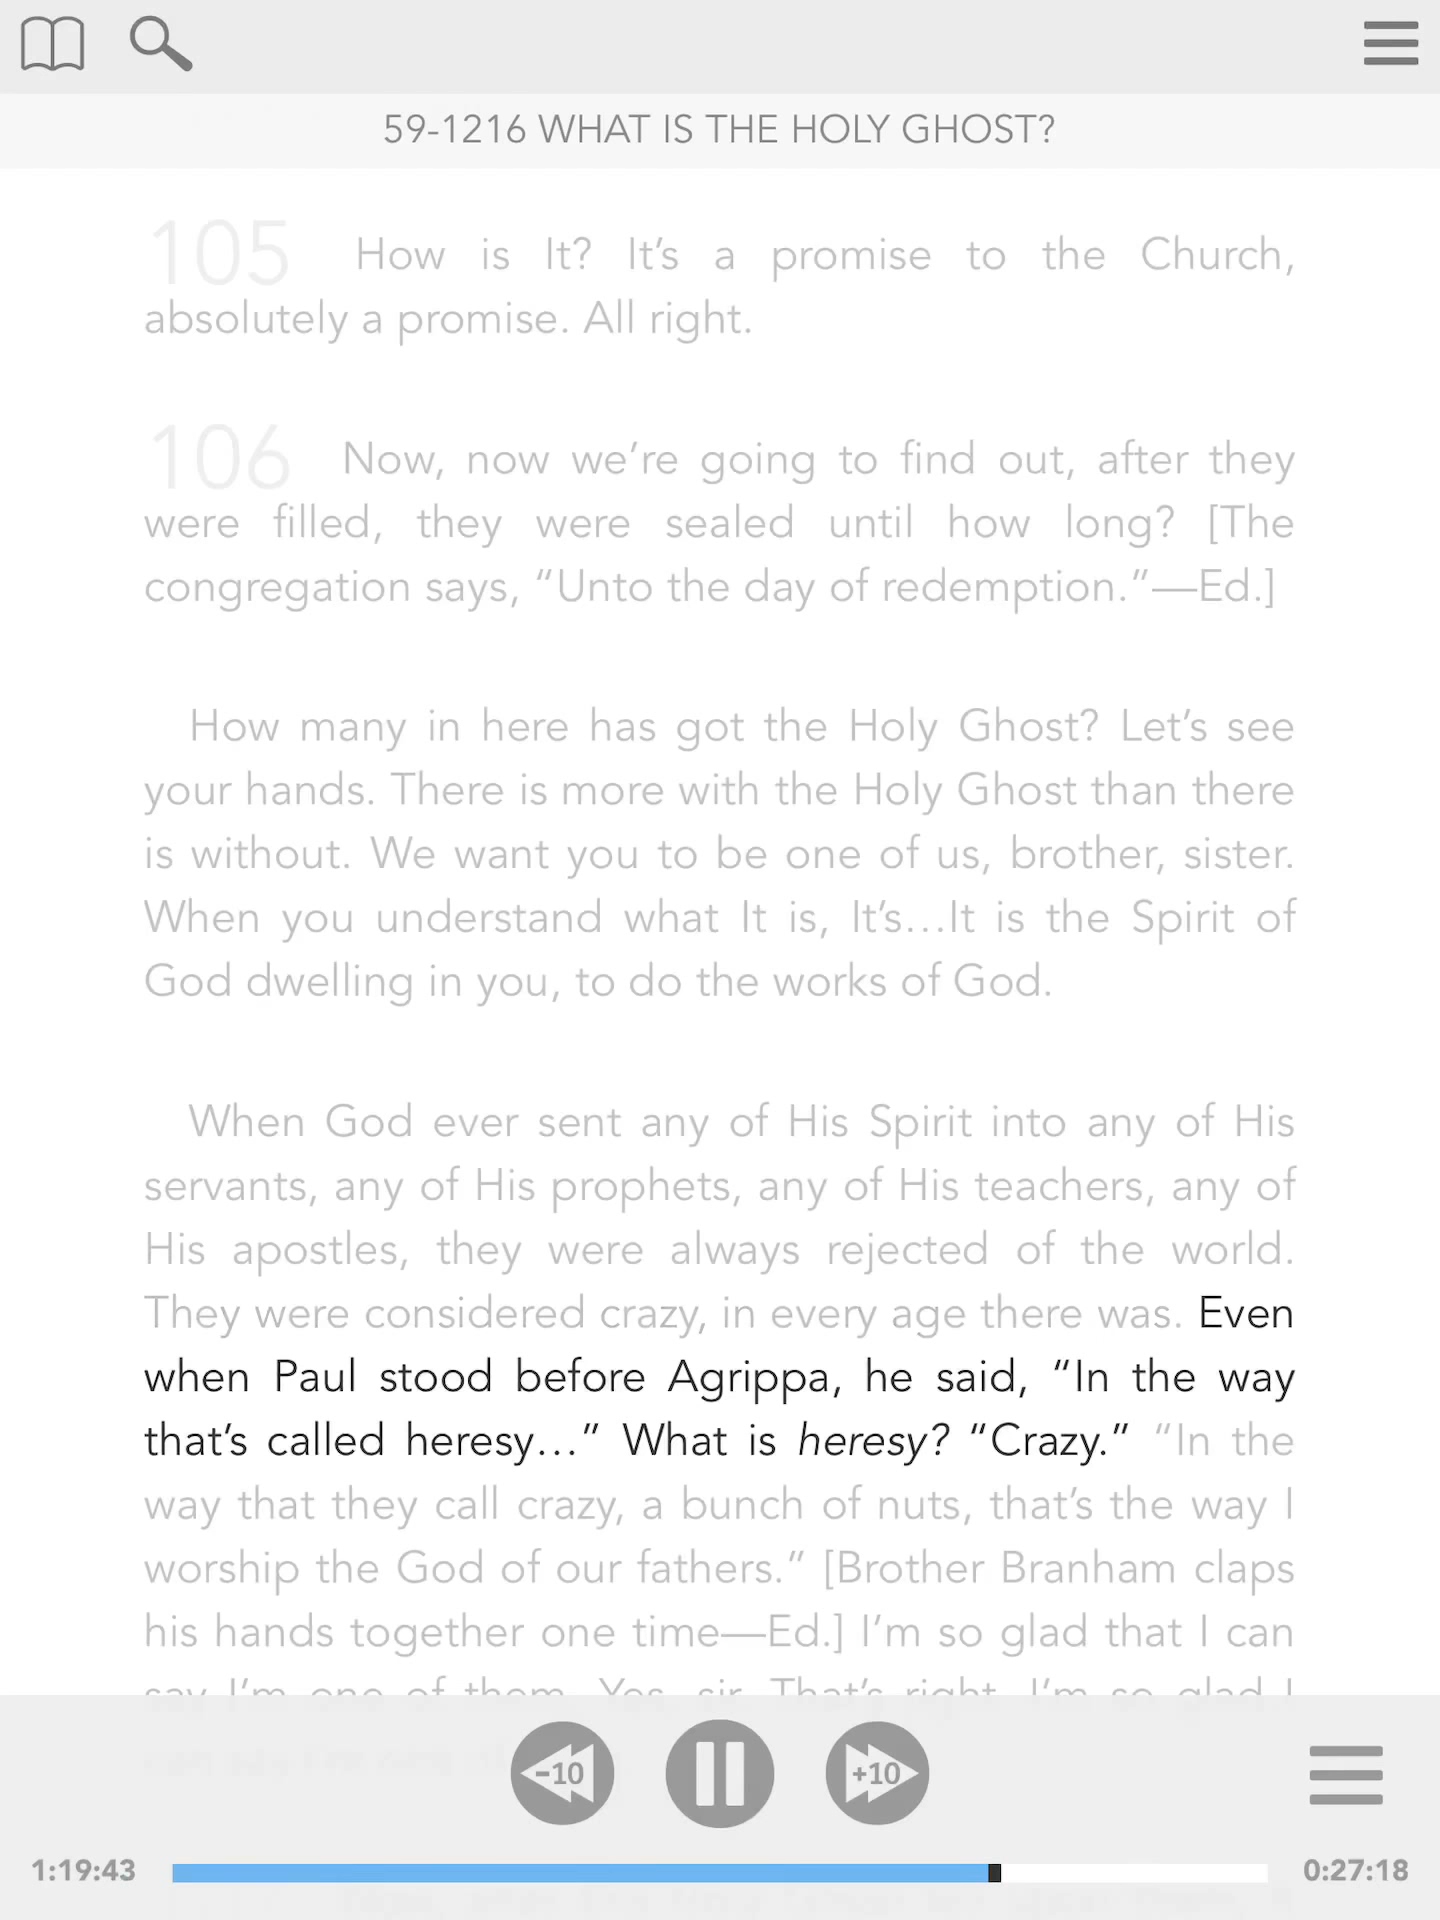 59-1216 WHAT IS THE HOLY GHOST?
105 How is It? It’s a promise to the Church,
absolutely a promise. All right.
106 Now, now we’re going to find out, after they
were filled, they were sealed until how long? [The
congregation says, “Unto the day of redemption.”—Ed.]
How many in here has got the Holy Ghost? Let’s see
your hands. There is more with the Holy Ghost than there
is without. We want you to be one of us, brother, sister.
When you understand what It is, It’s…It is the Spirit of
God dwelling in you, to do the works of God.
When God ever sent any of His Spirit into any of His
servants, any of His prophets, any of His teachers, any of
His apostles, they were always rejected of the world.
They were considered crazy, in every age there was. Even
when Paul stood before Agrippa, he said, “In the way
that’s called heresy…” What is heresy? “Crazy.” “In the
way that they call crazy, a bunch of nuts, that’s the way I
worship the God of our fathers.” [Brother Branham claps
his hands together one time—Ed.] I’m so glad that I can
say I’m one of them. Yes, sir. That’s right. I’m so glad I
-10 +10
1:19:43 0:27:18